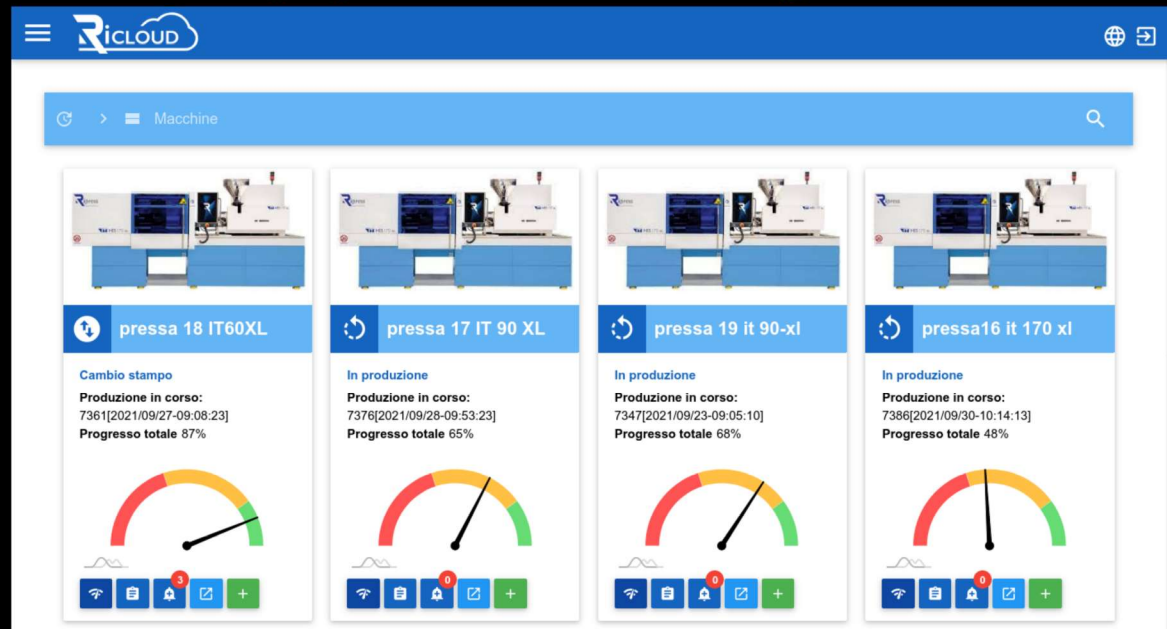 RICLOUD
Macchine
pressa 18 IT60XL
Cambio stampo
Produzione in corso:
7361[2021/09/27-09:08:23]
Progresso totale 87%
3
pressa 17 IT 90 XL
In produzione
Produzione in corso:
7376[2021/09/28-09:53:23]
Progresso totale 65%
0
pressa 19 it 90-xl
In produzione
Produzione in corso:
7347[2021/09/23-09:05:10]
Progresso totale 68%
0
pressa16 it 170 xl
In produzione
Produzione in corso:
7386[2021/09/30-10:14:13]
Progresso totale 48%
0